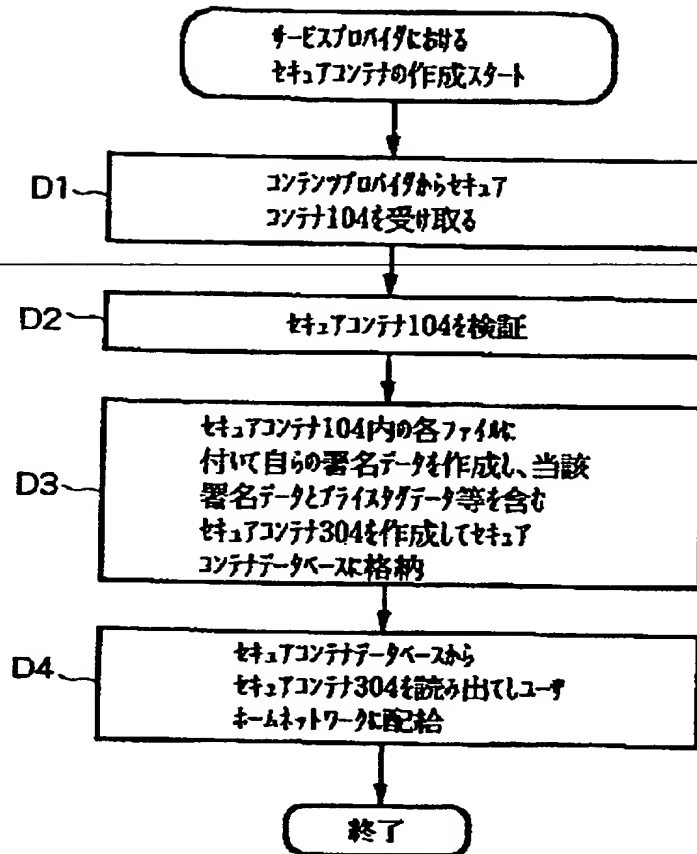 サービスプロバイダにおける
セキュアコンテナの作成スタート
D1
コンテンツプロバイダからセキュア
コンテナ104を受け取る
D2
セキュアコンテナ104を検証
D3
セキュアコンテナ104内の各ファイルに
付いて自らの署名データを作成し、当該
署名データとプライスタグデータ等を含む
セキュアコンテナ304を作成してセキュア
コンテナデータベースに格納
D4
セキュアコンテナデータベースから
セキュアコンテナ304を読み出てしユーザ
ホームネットワークに配給
終了